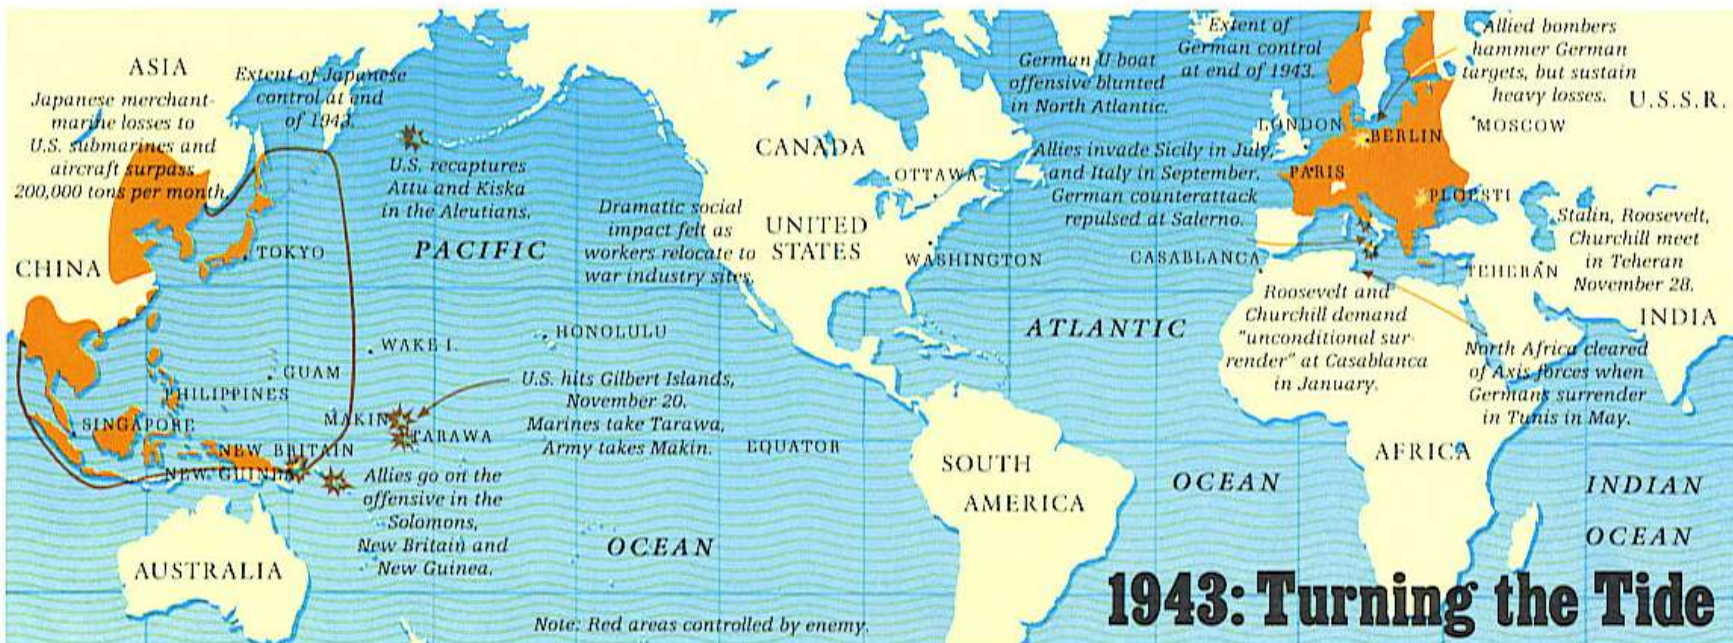 ASIA
Japanese merchant-
marine losses to
U.S. submarines and
aircraft surpass
200,000 tons per month.
Extent of Japanese
control at end
of 1943.
U.S. recaptures
Attu and Kiska
in the Aleutians.
CHINA
TOKYO
PACIFIC
Dramatic social
impact felt as
workers relocate to
war industry sites.
CANADA
OTTAWA
UNITED
STATES
WASHINGTON
German U-boat
offensive blunted
in North Atlantic.
Extent of
German control
at end of 1943.
Allied bombers
hammer German
targets, but sustain
heavy losses.
U.S.S.R.
LONDON
BERLIN
MOSCOW
Allies invade Sicily in July,
and Italy in September.
German counterattack
repulsed at Salerno.
PARIS
PLOESTI
CASABLANCA
TEHERAN
Stalin, Roosevelt,
Churchill meet
in Teheran
November 28.
INDIA
Roosevelt and
Churchill demand
"unconditional sur-
render" at Casablanca
in January.
North Africa cleared
of Axis forces when
Germans surrender
in Tunis in May.
ATLANTIC
HONOLULU
WAKE I.
GUAM
PHILIPPINES
SINGAPORE
MAKIN
TARAWA
U.S. hits Gilbert Islands,
November 20.
Marines take Tarawa,
Army takes Makin.
EQUATOR
NEW BRITAIN
NEW GUINEA
Allies go on the
offensive in the
Solomons,
New Britain and
New Guinea.
AUSTRALIA
OCEAN
SOUTH
AMERICA
AFRICA
OCEAN
INDIAN
OCEAN
1943: Turning the Tide
Note: Red areas controlled by enemy.